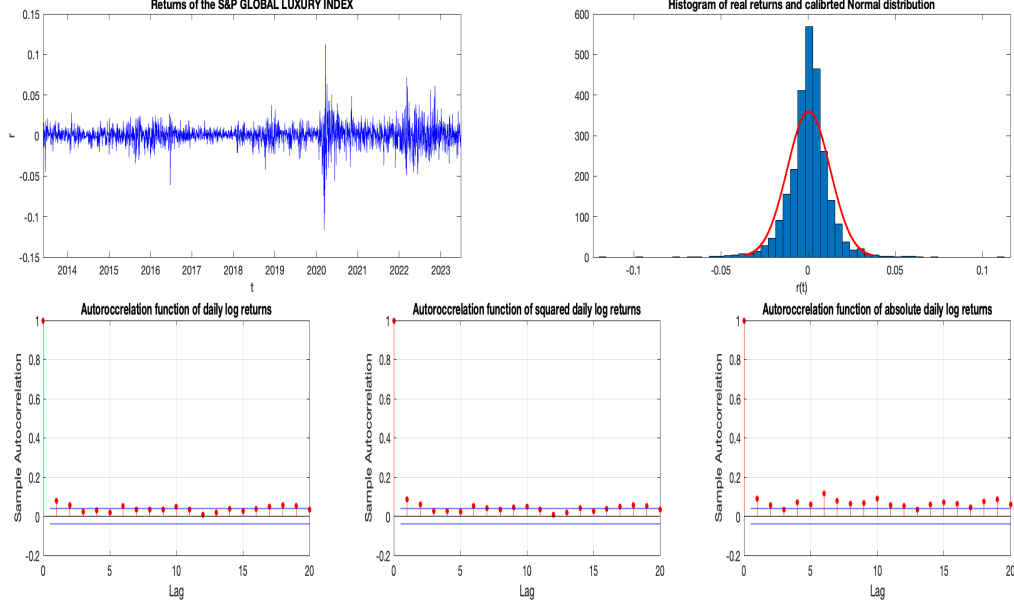 Returns of the S&P GLOBAL LUXURY INDEX
0.15
0.1
0.05
0
-0.05
-0.1
-0.15
r
2014 2015 2016 2017 2018 2019 2020 2021 2022 2023
t
Histogram of real returns and calibrted Normal distribution
600
500
400
300
200
100
0
-0.1 -0.05 0 0.05 0.1
r(t)
Autoroccrelation function of daily log returns
Sample Autocorrelation
1
0.8
0.6
0.4
0.2
0
-0.2
0 5 10 15 20
Lag
Autoroccrelation function of squared daily log returns
Sample Autocorrelation
1
0.8
0.6
0.4
0.2
0
-0.2
0 5 10 15 20
Lag
Autoroccrelation function of absolute daily log returns
Sample Autocorrelation
1
0.8
0.6
0.4
0.2
0
-0.2
0 5 10 15 20
Lag